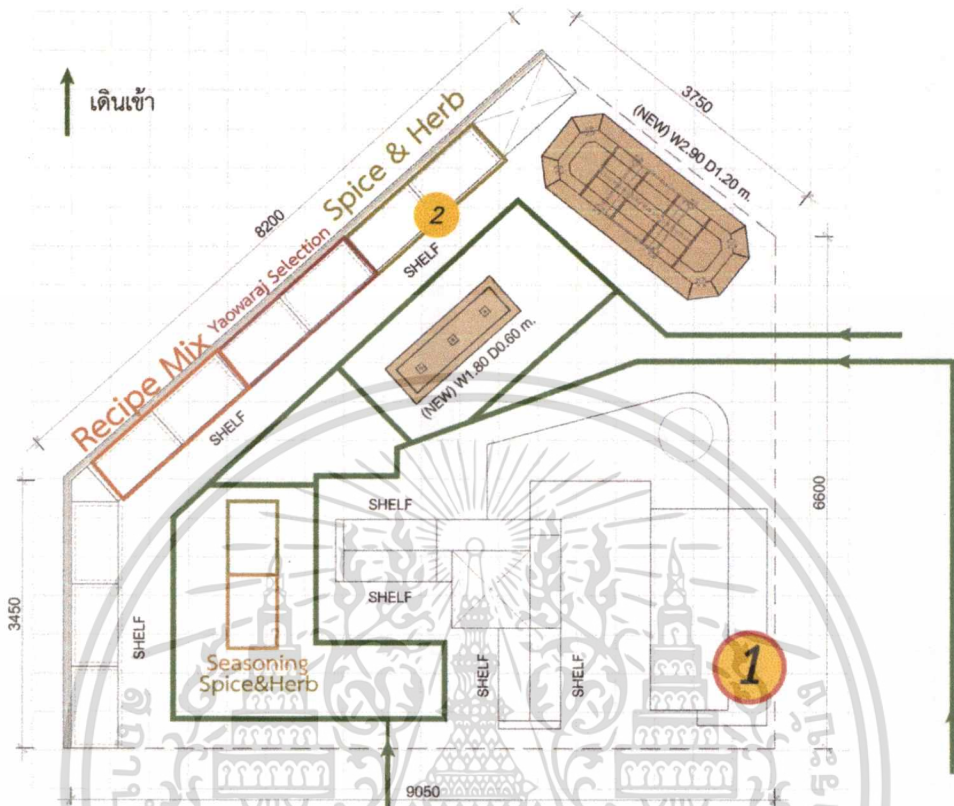 เดินเข้า
3750
(NEW) W2.90 D1.20 m.
Spice & Herb
8200
2
SHELF
Yaowaraj Selection
Recipe Mix
(NEW) W1.80 D0.60 m.
SHELF
SHELF
6600
SHELF
3450
SHELF
SHELF
SHELF
1
Seasoning
Spice&Herb
9050